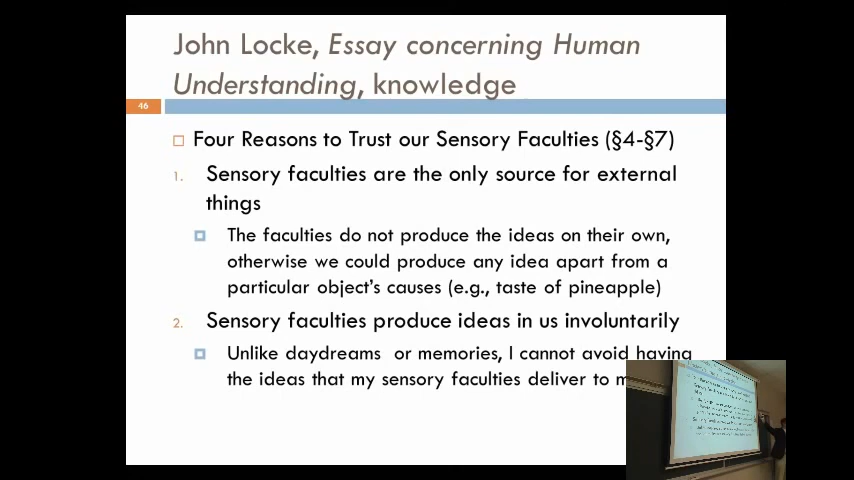 John Locke, Essay concerning Human
Understanding, knowledge
46
Four Reasons to Trust our Sensory Faculties (§4-§7)
1. Sensory faculties are the only source for external
things
The faculties do not produce the ideas on their own,
otherwise we could produce any idea apart from a
particular object's causes (e.g., taste of pineapple)
2. Sensory faculties produce ideas in us involuntarily
Unlike daydreams or memories, I cannot avoid having
the ideas that my sensory faculties deliver to